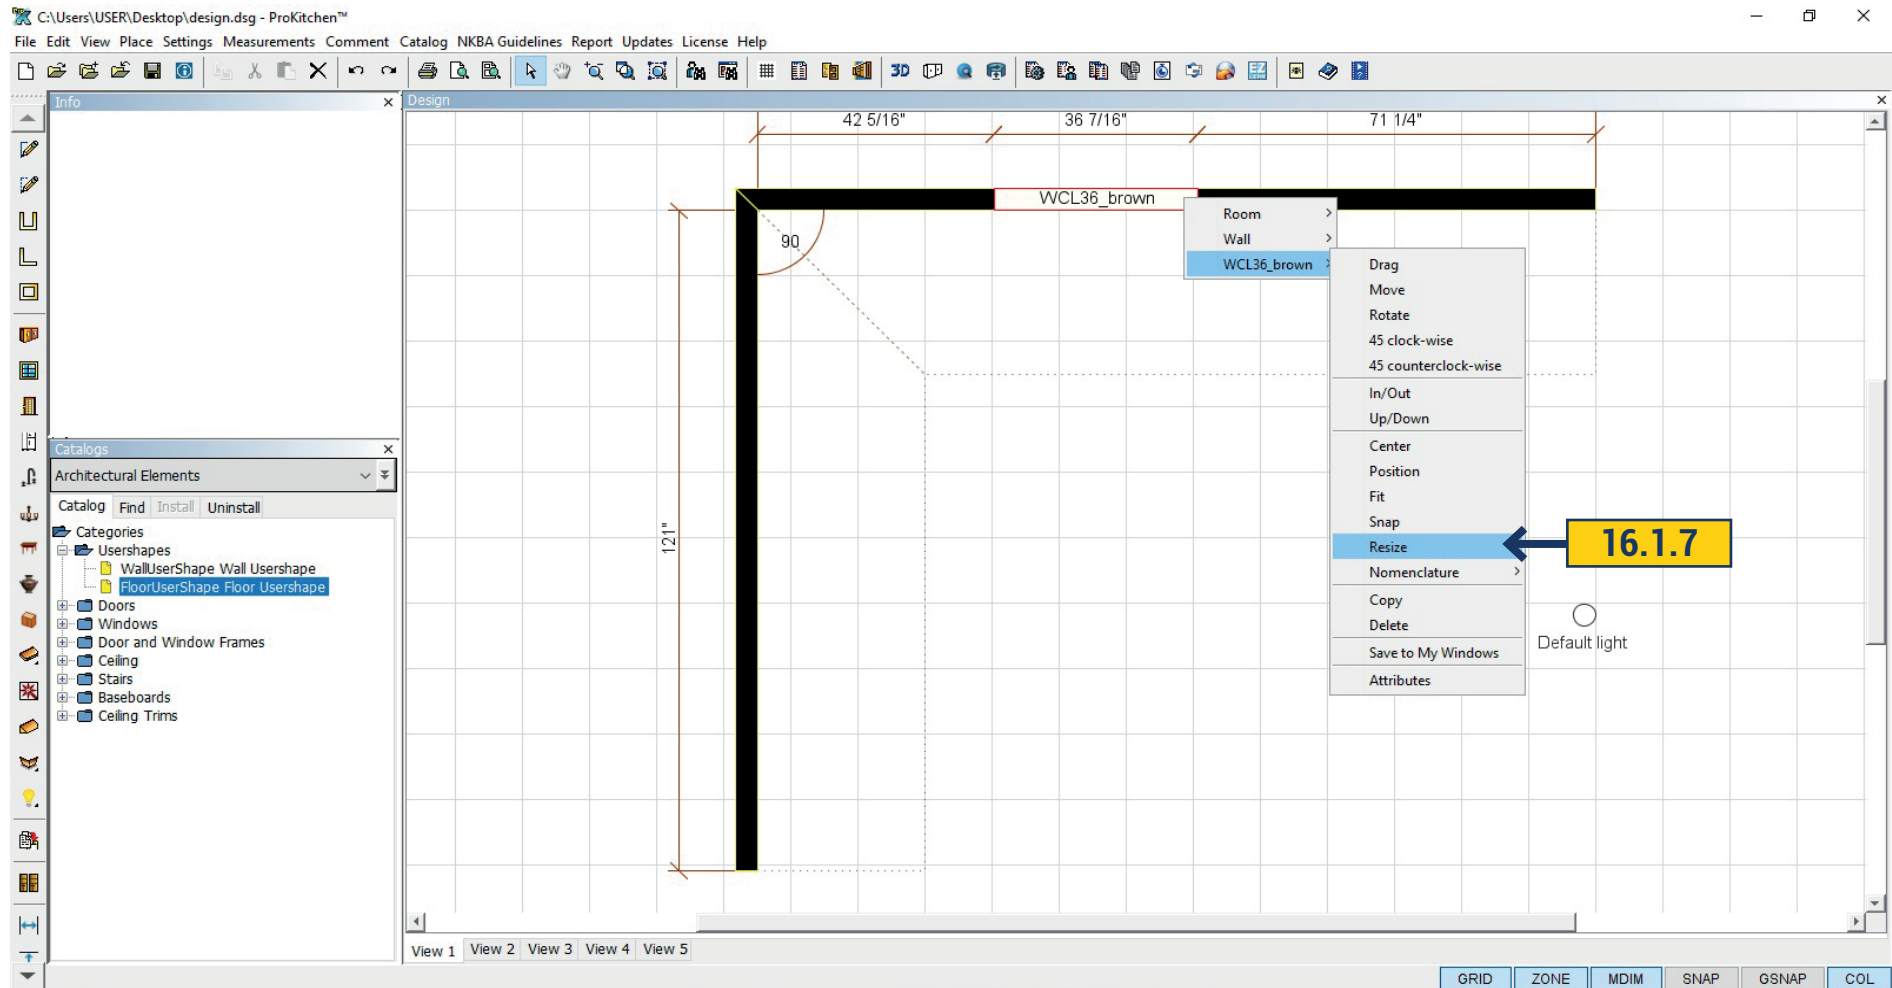 C:\Users\USER\Desktop\design.dsg - ProKitchen™
File Edit View Place Settings Measurements Comment Catalog NKBA Guidelines Report Updates License Help
3D
Info
Design
42 5/16"
36 7/16"
71 1/4"
WCL36_brown
90
121"
Room
Wall
WCL36_brown
Drag
Move
Rotate
45 clock-wise
45 counterclock-wise
In/Out
Up/Down
Center
Position
Fit
Snap
Resize
Nomenclature
Copy
Delete
Save to My Windows
Attributes
16.1.7
Default light
Catalogs
Architectural Elements
Catalog Find Install Uninstall
Categories
Usershapes
WallUserShape Wall Usershape
FloorUserShape Floor Usershape
Doors
Windows
Door and Window Frames
Ceiling
Stairs
Baseboards
Ceiling Trims
View 1 View 2 View 3 View 4 View 5
GRID ZONE MDIM SNAP GSNAP COL